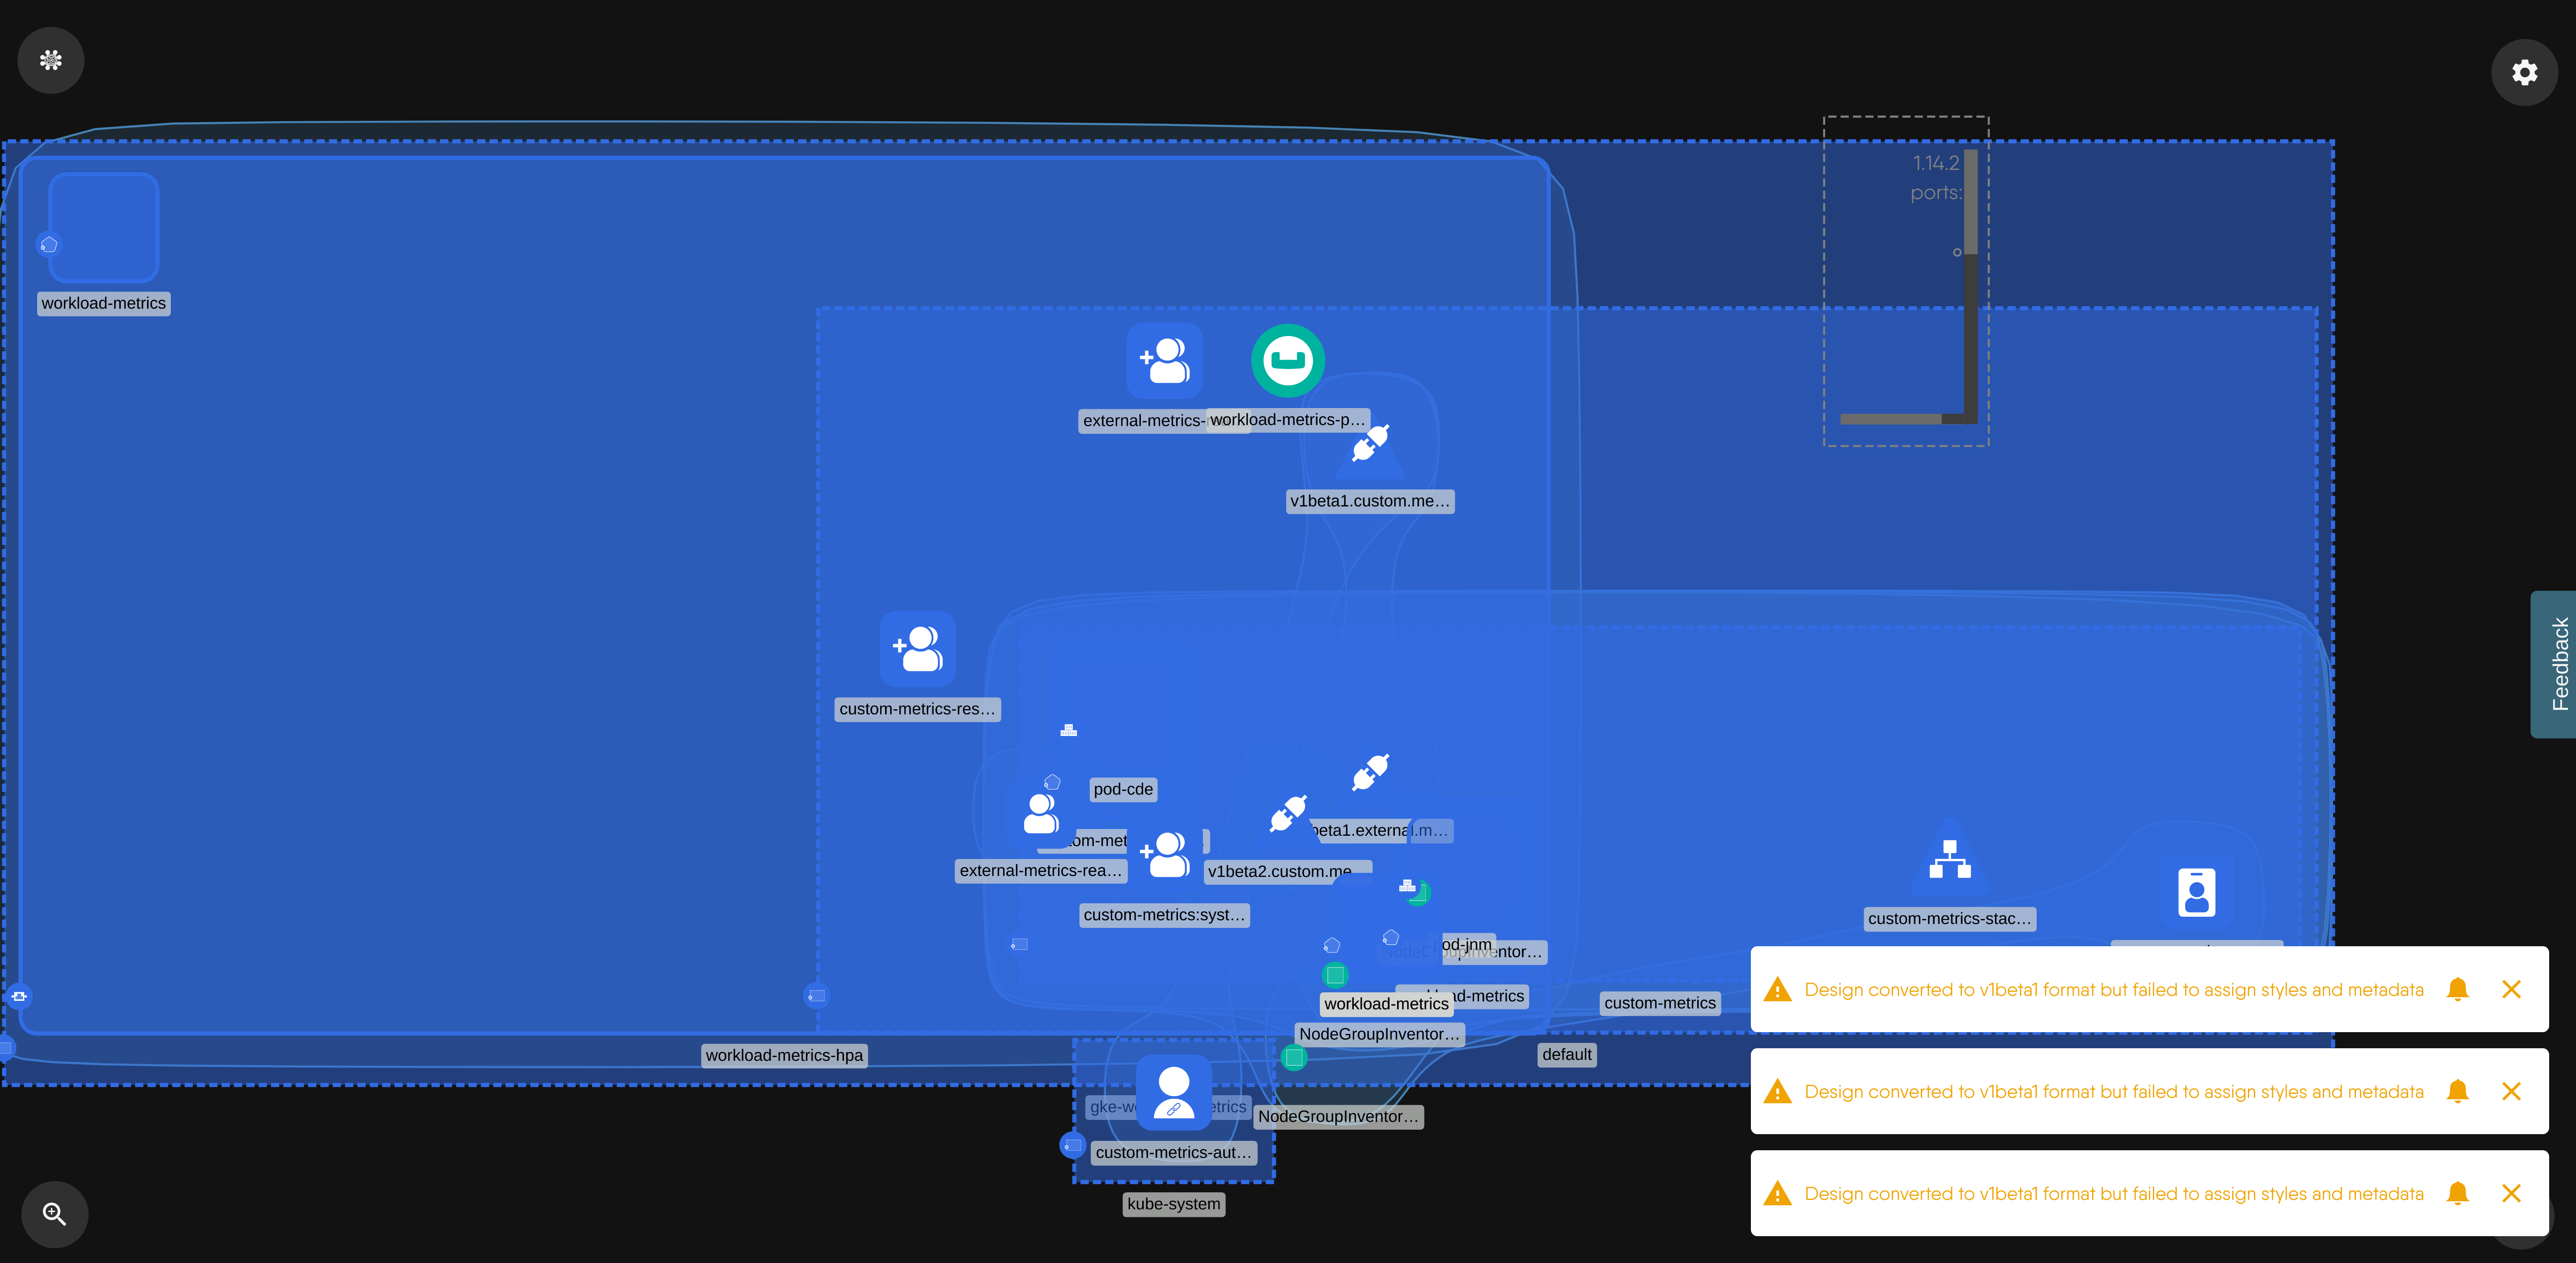 1.14.2
ports:
workload-metrics
external-metrics-
workload-metrics-p…
v1beta1.custom.me…
Feedback
custom-metrics-res…
pod-cde
beta1.external.m…
om-met
external-metrics-rea…
v1beta2.custom.me
custom-metrics:syst…
custom-metrics-stac…
od-jnm
NodeGroupInventor…
workload-metrics
ad-metrics
custom-metrics
Design converted to v1beta1 format but failed to assign styles and metadata
NodeGroupInventor…
workload-metrics-hpa
default
Design converted to v1beta1 format but failed to assign styles and metadata
gke-w
etrics
NodeGroupInventor…
custom-metrics-aut…
Design converted to v1beta1 format but failed to assign styles and metadata
kube-system